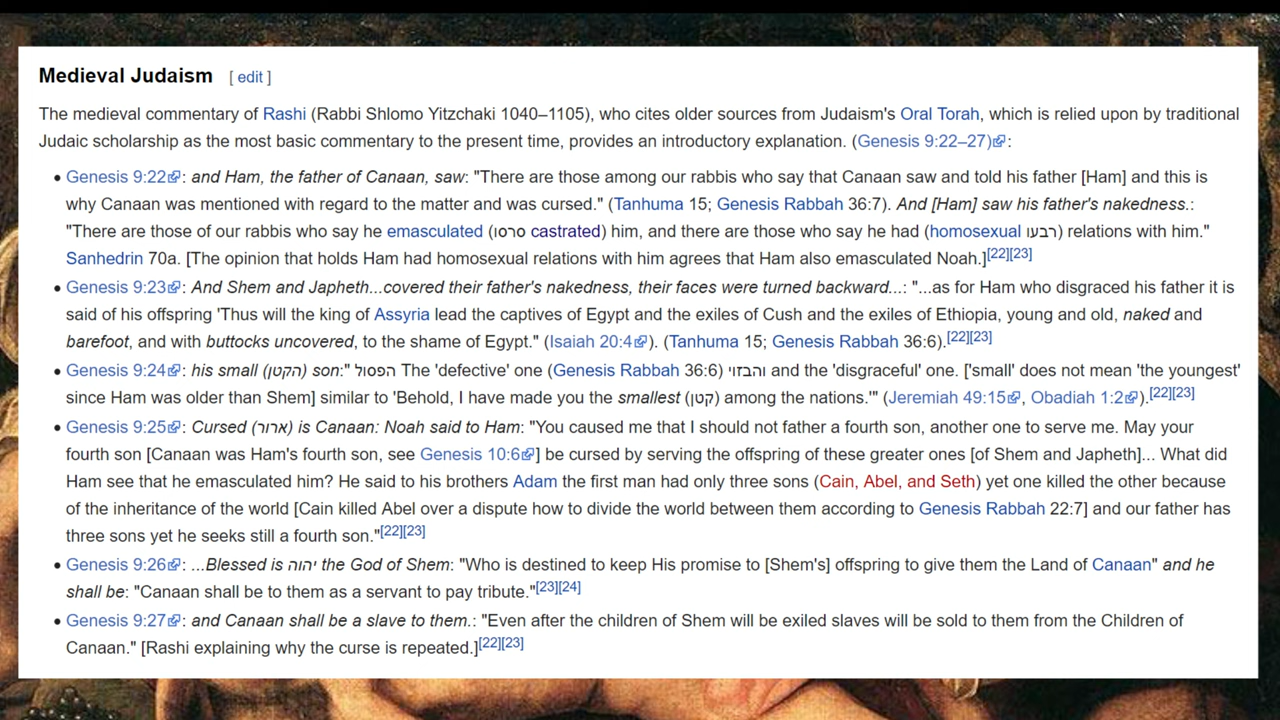 Medieval Judaism [ edit ]
The medieval commentary of Rashi (Rabbi Shlomo Yitzchaki 1040–1105), who cites older sources from Judaism's Oral Torah, which is relied upon by traditional
Judaic scholarship as the most basic commentary to the present time, provides an introductory explanation. (Genesis 9:22–27):
• Genesis 9:22: and Ham, the father of Canaan, saw: "There are those among our rabbis who say that Canaan saw and told his father [Ham] and this is
why Canaan was mentioned with regard to the matter and was cursed." (Tanhuma 15; Genesis Rabbah 36:7). And [Ham] saw his father's nakedness.:
"There are those of our rabbis who say he emasculated (סרסו castrated) him, and there are those who say he had (homosexual רבעו) relations with him."
Sanhedrin 70a. [The opinion that holds Ham had homosexual relations with him agrees that Ham also emasculated Noah.][22][23]
• Genesis 9:23: And Shem and Japheth...covered their father's nakedness, their faces were turned backward...: "...as for Ham who disgraced his father it is
said of his offspring 'Thus will the king of Assyria lead the captives of Egypt and the exiles of Cush and the exiles of Ethiopia, young and old, naked and
barefoot, and with buttocks uncovered, to the shame of Egypt." (Isaiah 20:4). (Tanhuma 15; Genesis Rabbah 36:6).[22][23]
• Genesis 9:24: his small (הקטן) son:" הפסול The 'defective' one (Genesis Rabbah 36:6) והבזוי and the 'disgraceful' one. ['small' does not mean 'the youngest'
since Ham was older than Shem] similar to 'Behold, I have made you the smallest (קטן) among the nations.'" (Jeremiah 49:15, Obadiah 1:2).[22][23]
• Genesis 9:25: Cursed (ארור) is Canaan: Noah said to Ham: "You caused me that I should not father a fourth son, another one to serve me. May your
fourth son [Canaan was Ham's fourth son, see Genesis 10:6] be cursed by serving the offspring of these greater ones [of Shem and Japheth]... What did
Ham see that he emasculated him? He said to his brothers Adam the first man had only three sons (Cain, Abel, and Seth) yet one killed the other because
of the inheritance of the world [Cain killed Abel over a dispute how to divide the world between them according to Genesis Rabbah 22:7] and our father has
three sons yet he seeks still a fourth son."[22][23]
• Genesis 9:26: ...Blessed is יהוה the God of Shem: "Who is destined to keep His promise to [Shem's] offspring to give them the Land of Canaan" and he
shall be: "Canaan shall be to them as a servant to pay tribute."[23][24]
• Genesis 9:27: and Canaan shall be a slave to them.: "Even after the children of Shem will be exiled slaves will be sold to them from the Children of
Canaan." [Rashi explaining why the curse is repeated.][22][23]